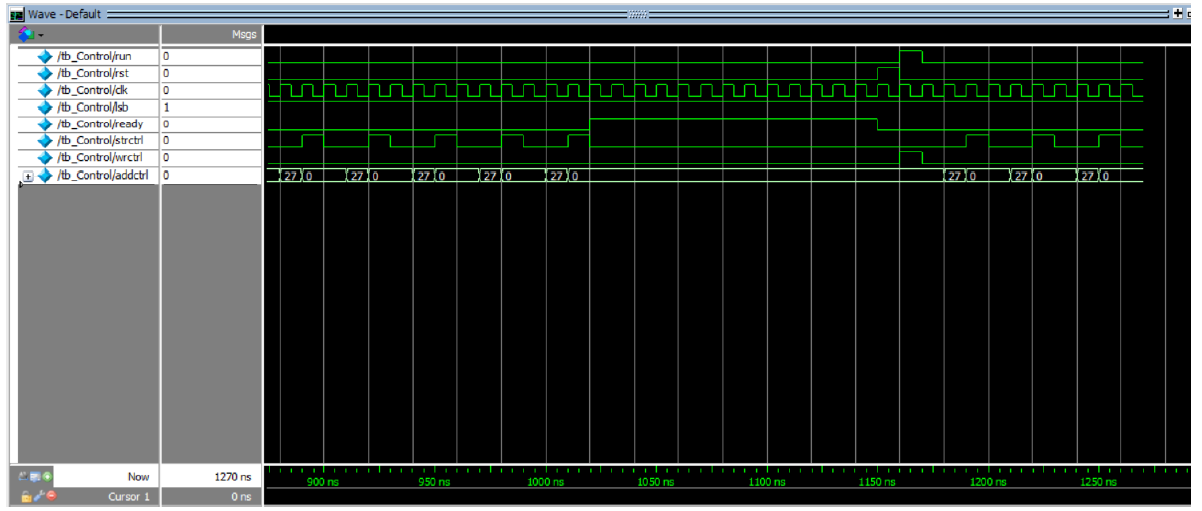 Wave - Default
Msgs
/tb_Control/run 0
/tb_Control/rst 0
/tb_Control/clk 0
/tb_Control/lsb 1
/tb_Control/ready 0
/tb_Control/strctrl 0
/tb_Control/wrctrl 0
/tb_Control/addctrl 0 27 0 27 0 27 0 27 0 27 0 27 0 27 0 27 0
Now 1270 ns 900 ns 950 ns 1000 ns 1050 ns 1100 ns 1150 ns 1200 ns 1250 ns
Cursor 1 0 ns